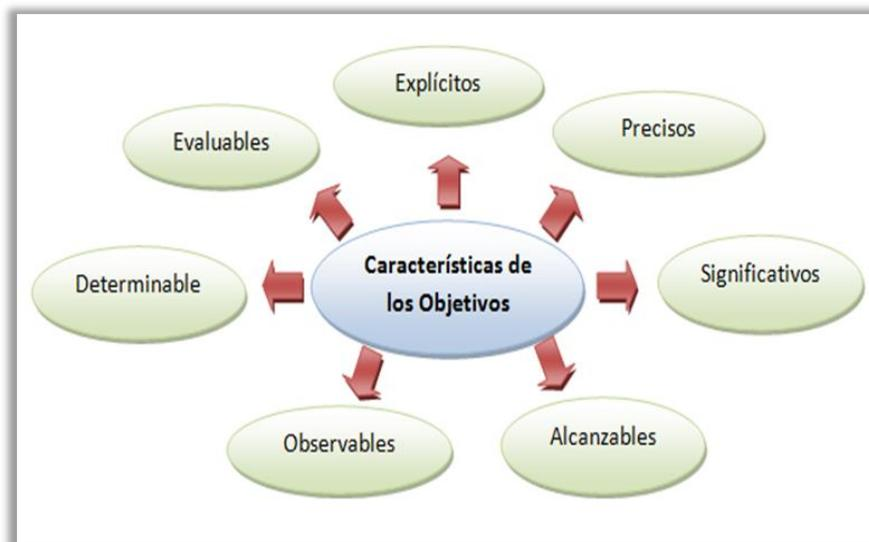 Explícitos
Precisos
Evaluables
Características de
los Objetivos
Significativos
Determinable
Alcanzables
Observables